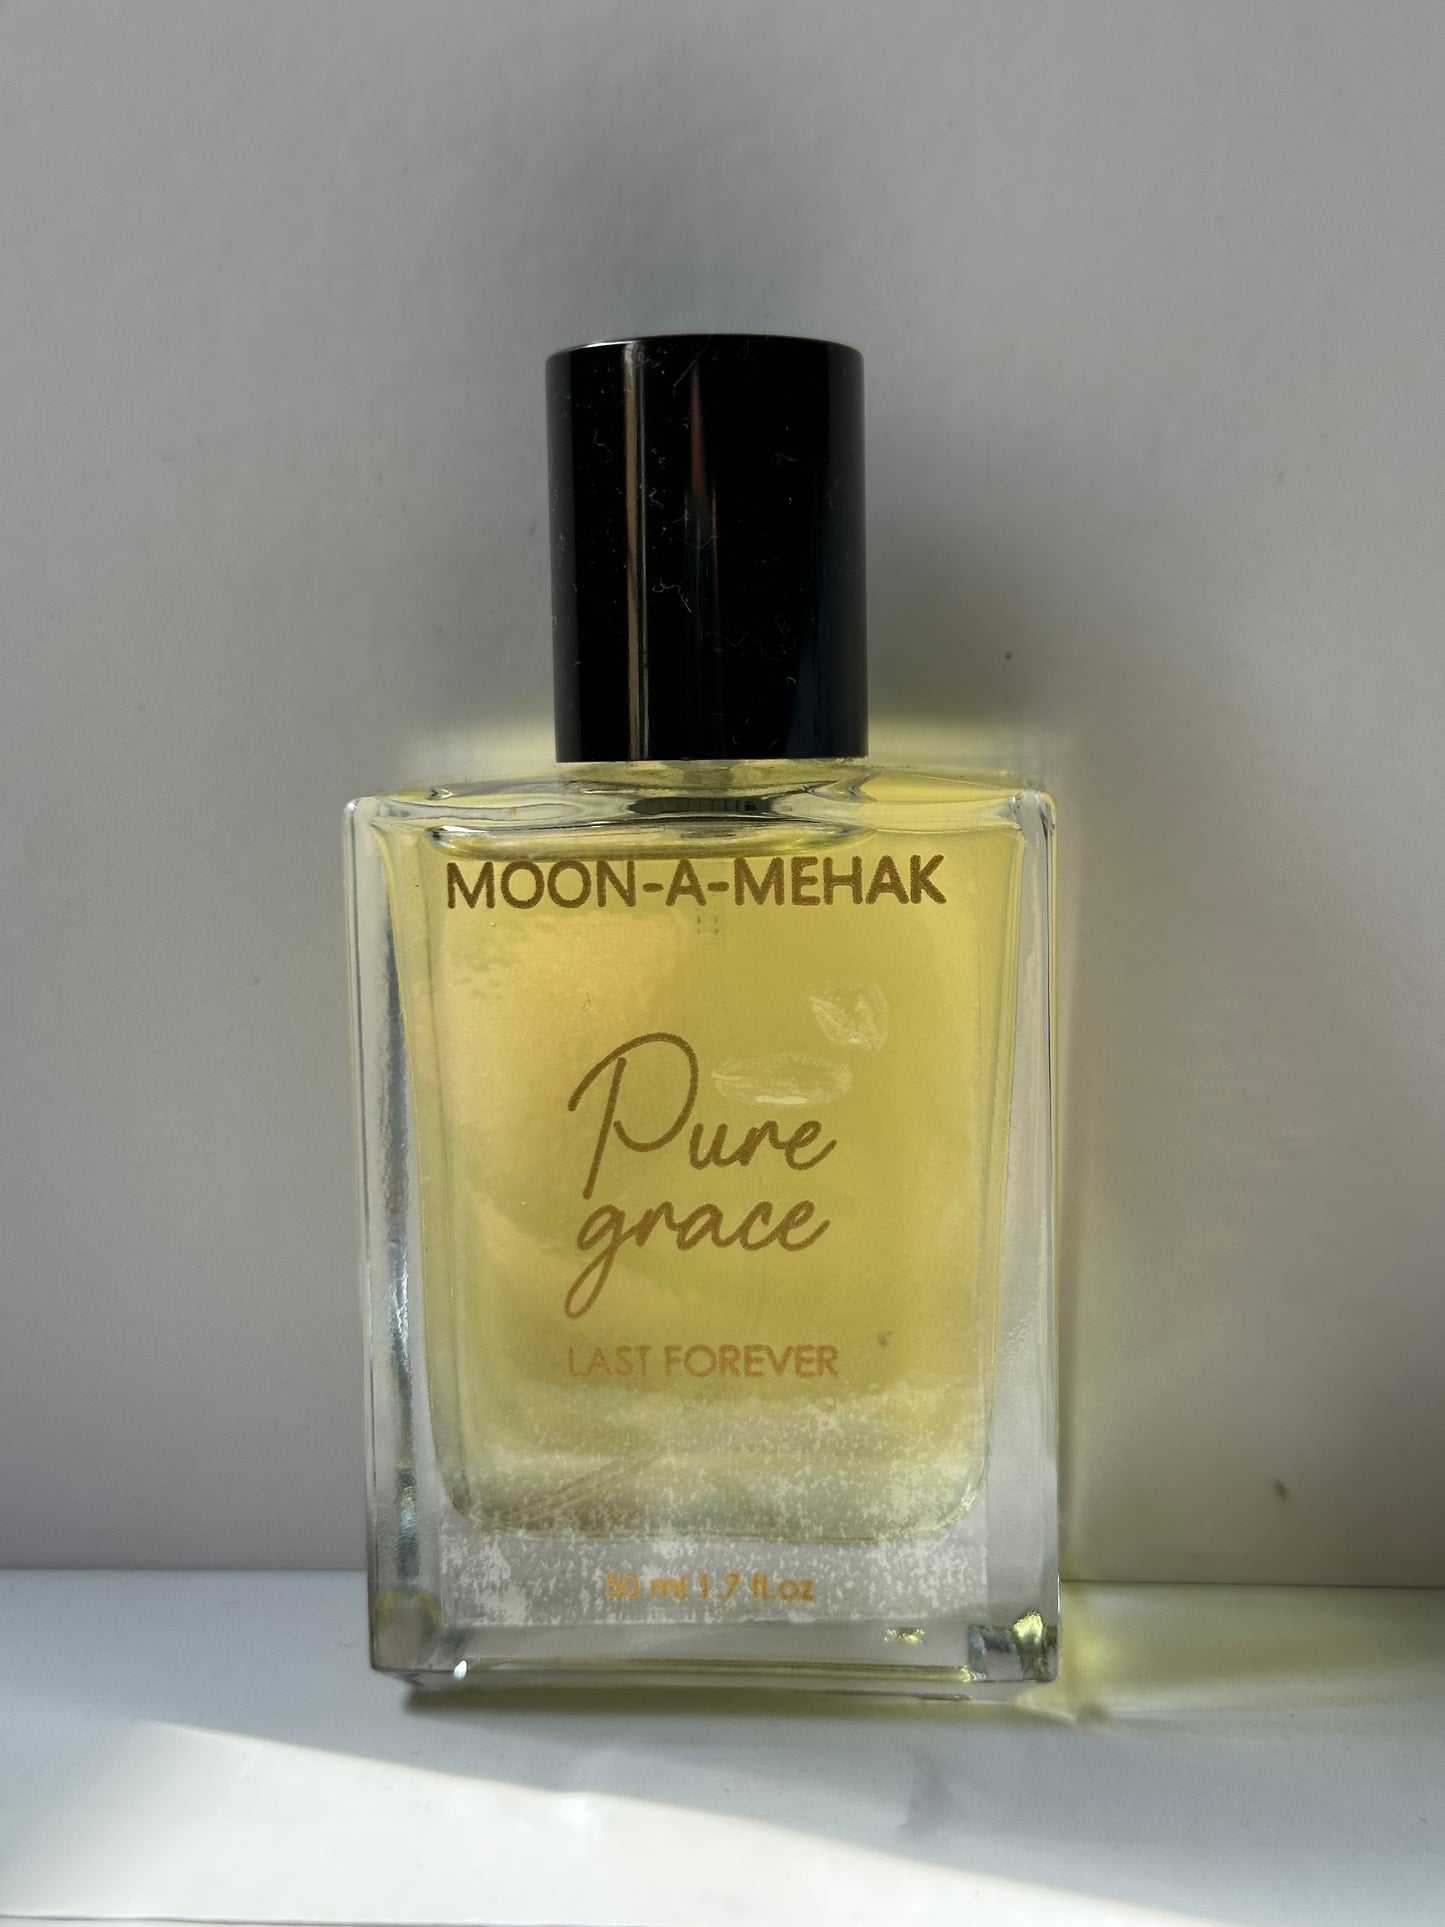 MOON-A-MEHAK
Pure
grace
LAST FOREVER
50 ml 1.7 fl.oz